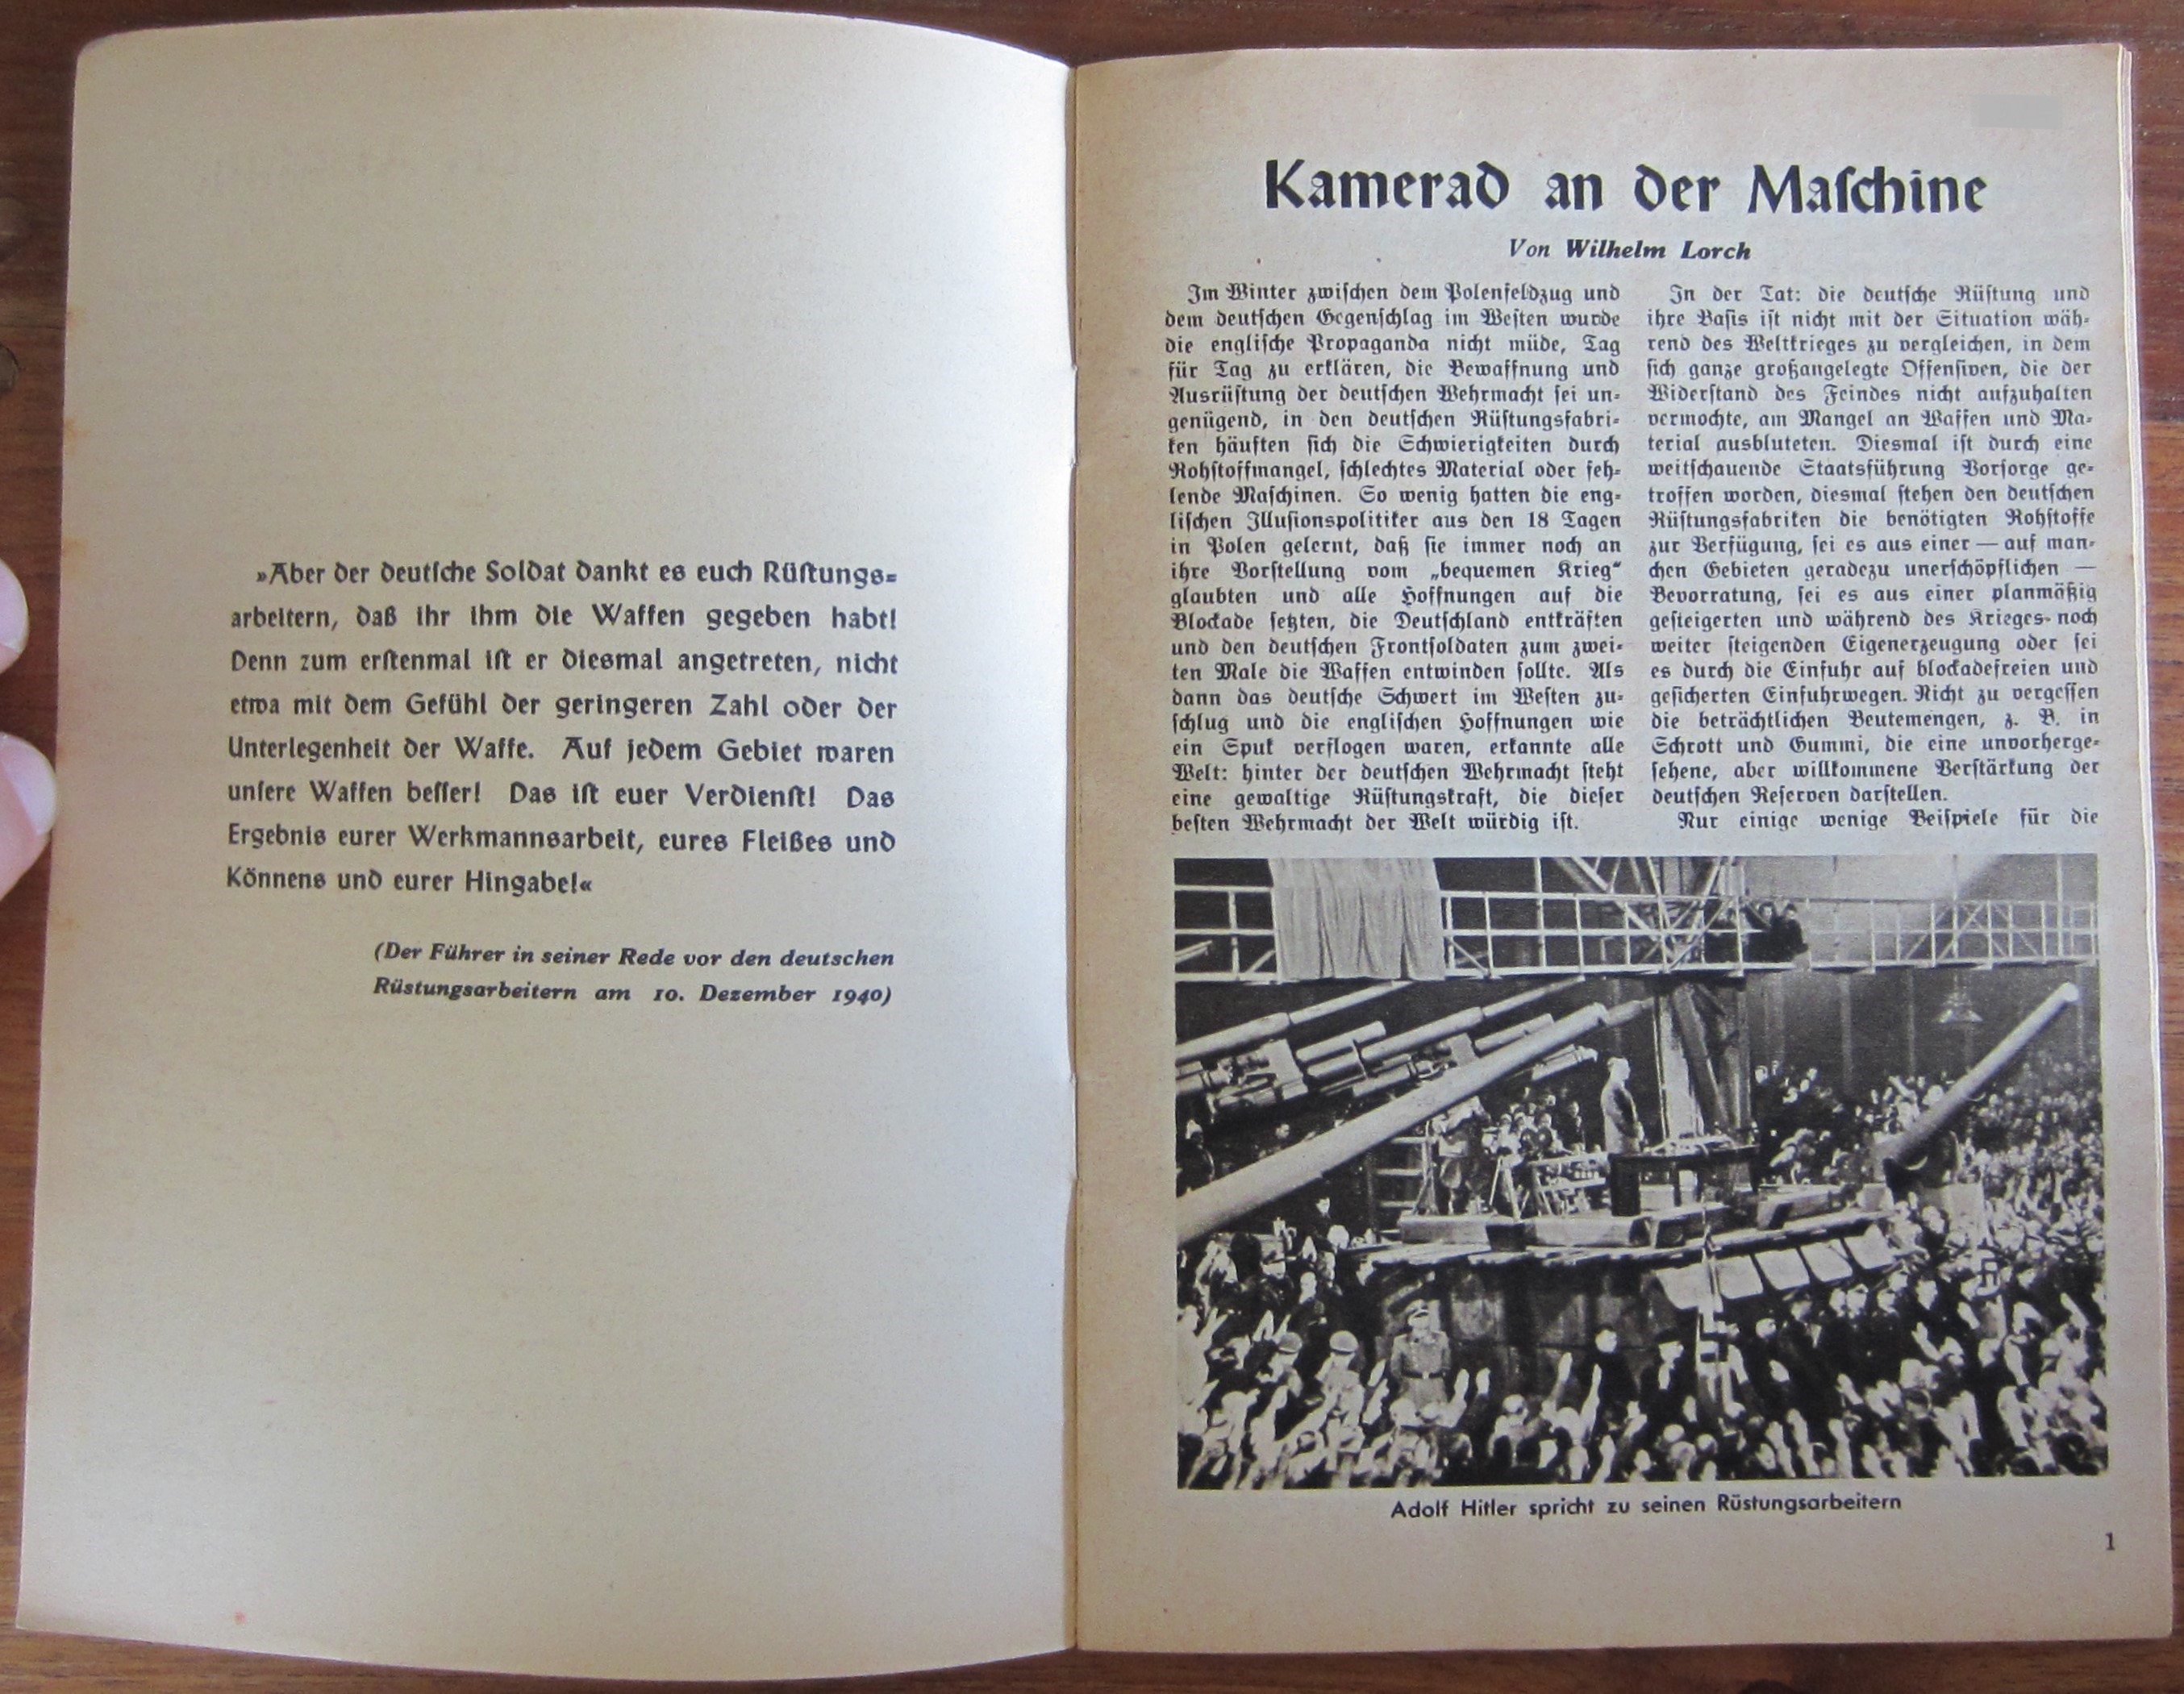 »Aber der deutſche Soldat dankt es euch Rüſtungs=
arbeitern, daß ihr ihm die Waffen gegeben habt!
Denn zum erſtenmal iſt er diesmal angetreten, nicht
etwa mit dem Gefühl der geringeren Zahl oder der
Unterlegenheit der Waffe. Auf jedem Gebiet waren
unſere Waffen beſſer! Das iſt euer Verdienſt! Das
Ergebnis eurer Werkmannsarbeit, eures Fleißes und
Könnens und eurer Hingabe!«
(Der Führer in seiner Rede vor den deutschen
Rüstungsarbeitern am 10. Dezember 1940)
Kamerad an der Maſchine
Von Wilhelm Lorch
Im Winter zwiſchen dem Polenfeldzug und
dem deutſchen Gegenſchlag im Weſten wurde
die engliſche Propaganda nicht müde, Tag
für Tag zu erklären, die Bewaffnung und
Ausrüſtung der deutſchen Wehrmacht ſei un=
genügend, in den deutſchen Rüſtungsfabri=
ken häuften ſich die Schwierigkeiten durch
Rohſtoffmangel, ſchlechtes Material oder feh=
lende Maſchinen. So wenig hatten die eng=
liſchen Illuſionspolitiker aus den 18 Tagen
in Polen gelernt, daß ſie immer noch an
ihre Vorſtellung vom „bequemen Krieg“
glaubten und alle Hoffnungen auf die
Blockade ſetzten, die Deutſchland entkräften
und den deutſchen Frontſoldaten zum zwei=
ten Male die Waffen entwinden ſollte. Als
dann das deutſche Schwert im Weſten zu=
ſchlug und die engliſchen Hoffnungen wie
ein Spuk verflogen waren, erkannte alle
Welt: hinter der deutſchen Wehrmacht ſteht
eine gewaltige Rüſtungskraft, die dieſer
beſten Wehrmacht der Welt würdig iſt.
In der Tat: die deutſche Rüſtung und
ihre Baſis iſt nicht mit der Situation wäh=
rend des Weltkrieges zu vergleichen, in dem
ſich ganze großangelegte Offenſiven, die der
Widerſtand des Feindes nicht aufzuhalten
vermochte, am Mangel an Waffen und Ma=
terial ausbluteten. Diesmal iſt durch eine
weitſchauende Staatsführung Vorſorge ge=
troffen worden, diesmal ſtehen den deutſchen
Rüſtungsfabriken die benötigten Rohſtoffe
zur Verfügung, ſei es aus einer — auf man=
chen Gebieten geradezu unerſchöpflichen —
Bevorratung, ſei es aus einer planmäßig
geſteigerten und während des Krieges noch
weiter ſteigenden Eigenerzeugung oder ſei
es durch die Einfuhr auf blockadefreien und
geſicherten Einfuhrwegen. Nicht zu vergeſſen
die beträchtlichen Beutemengen, z. B. in
Schrott und Gummi, die eine unvorherge=
ſehene, aber willkommene Verſtärkung der
deutſchen Reſerven darſtellen.
Nur einige wenige Beiſpiele für die
Adolf Hitler spricht zu seinen Rüstungsarbeitern
1